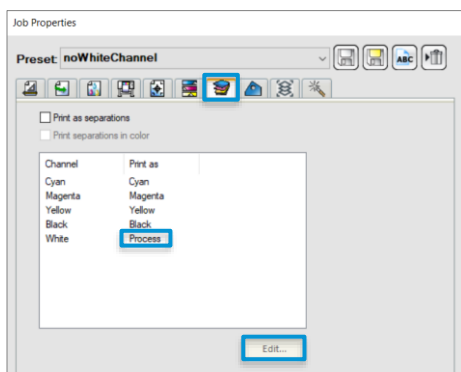 Job Properties
Preset: noWhiteChannel
ABC
Print as separations
Print separations in color
Channel Print as
Cyan Cyan
Magenta Magenta
Yellow Yellow
Black Black
White Process
Edit...